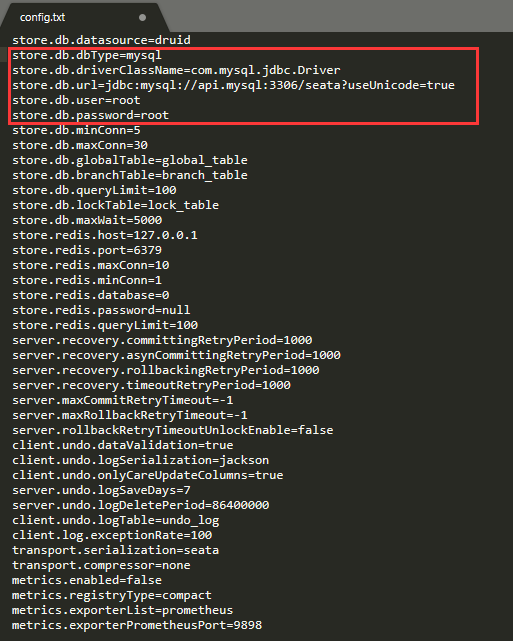 config.txt
store.db.datasource=druid
store.db.dbType=mysql
store.db.driverClassName=com.mysql.jdbc.Driver
store.db.url=jdbc:mysql://api.mysql:3306/seata?useUnicode=true
store.db.user=root
store.db.password=root
store.db.minConn=5
store.db.maxConn=30
store.db.globalTable=global_table
store.db.branchTable=branch_table
store.db.queryLimit=100
store.db.lockTable=lock_table
store.db.maxWait=5000
store.redis.host=127.0.0.1
store.redis.port=6379
store.redis.maxConn=10
store.redis.minConn=1
store.redis.database=0
store.redis.password=null
store.redis.queryLimit=100
server.recovery.committingRetryPeriod=1000
server.recovery.asynCommittingRetryPeriod=1000
server.recovery.rollbackingRetryPeriod=1000
server.recovery.timeoutRetryPeriod=1000
server.maxCommitRetryTimeout=-1
server.maxRollbackRetryTimeout=-1
server.rollbackRetryTimeoutUnlockEnable=false
client.undo.dataValidation=true
client.undo.logSerialization=jackson
client.undo.onlyCareUpdateColumns=true
server.undo.logSaveDays=7
server.undo.logDeletePeriod=86400000
client.undo.logTable=undo_log
client.log.exceptionRate=100
transport.serialization=seata
transport.compressor=none
metrics.enabled=false
metrics.registryType=compact
metrics.exporterList=prometheus
metrics.exporterPrometheusPort=9898